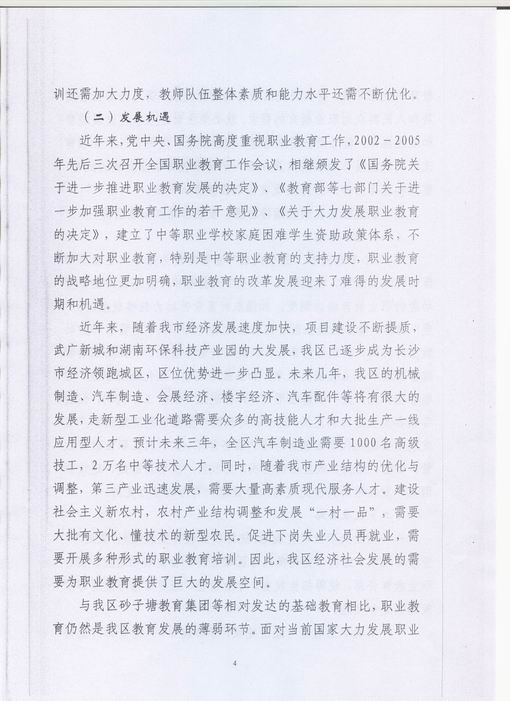 训还需加大力度，教师队伍整体素质和能力水平还需不断优化。
（二）发展机遇
近年来，党中央、国务院高度重视职业教育工作，2002－2005
年先后三次召开全国职业教育工作会议，相继颁发了《国务院关
于进一步推进职业教育发展的决定》、《教育部等七部门关于进
一步加强职业教育工作的若干意见》、《关于大力发展职业教育
的决定》，建立了中等职业学校家庭困难学生资助政策体系，不
断加大对职业教育，特别是中等职业教育的支持力度，职业教育
的战略地位更加明确，职业教育的改革发展迎来了难得的发展时
期和机遇。
近年来，随着我市经济发展速度加快，项目建设不断提质，
武广新城和湖南环保科技产业园的大发展，我区已逐步成为长沙
市经济领跑城区，区位优势进一步凸显。未来几年，我区的机械
制造、汽车制造、会展经济、楼宇经济、汽车配件等将有很大的
发展，走新型工业化道路需要众多的高技能人才和大批生产一线
应用型人才。预计未来三年，全区汽车制造业需要 1000 名高级
技工，2 万名中等技术人才。同时，随着我市产业结构的优化与
调整，第三产业迅速发展，需要大量高素质现代服务人才。建设
社会主义新农村，农村产业结构调整和发展“一村一品”，需要
大批有文化、懂技术的新型农民。促进下岗失业人员再就业，需
要开展多种形式的职业教育培训。因此，我区经济社会发展的需
要为职业教育提供了巨大的发展空间。
与我区砂子塘教育集团等相对发达的基础教育相比，职业教
育仍然是我区教育发展的薄弱环节。面对当前国家大力发展职业
4